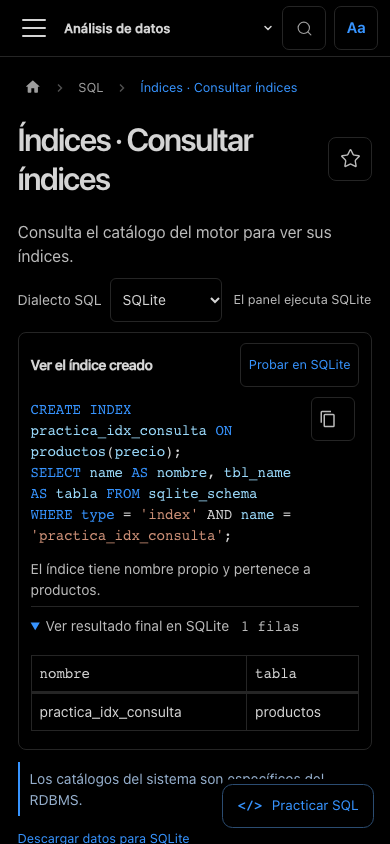 Análisis de datos
Aa
SQL
Índices · Consultar índices
Índices · Consultar
índices
Consulta el catálogo del motor para ver sus
índices.
Dialecto SQL
SQLite
El panel ejecuta SQLite
Ver el índice creado
Probar en SQLite
CREATE INDEX
practica_idx_consulta ON
productos(precio);
SELECT name AS nombre, tbl_name
AS tabla FROM sqlite_schema
WHERE type = 'index' AND name =
'practica_idx_consulta';
El índice tiene nombre propio y pertenece a
productos.
Ver resultado final en SQLite 1 filas
nombre tabla
practica_idx_consulta productos
Los catálogos del sistema son específicos del
RDBMS.
</> Practicar SQL
Descargar datos para SQLite